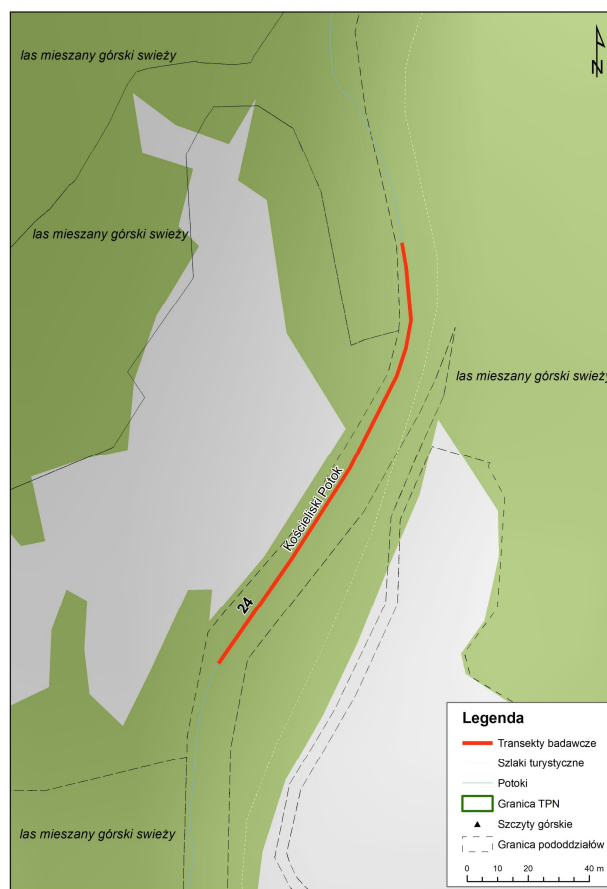 las mieszany górski swieży
N
las mieszany górski swieży
las mieszany górski swieży
Kościeliski Potok
24
las mieszany górski swieży
Legenda
Transekty badawcze
Szlaki turystyczne
Potoki
Granica TPN
Szczyty górskie
Granica pododdziałów
0 10 20 40 m